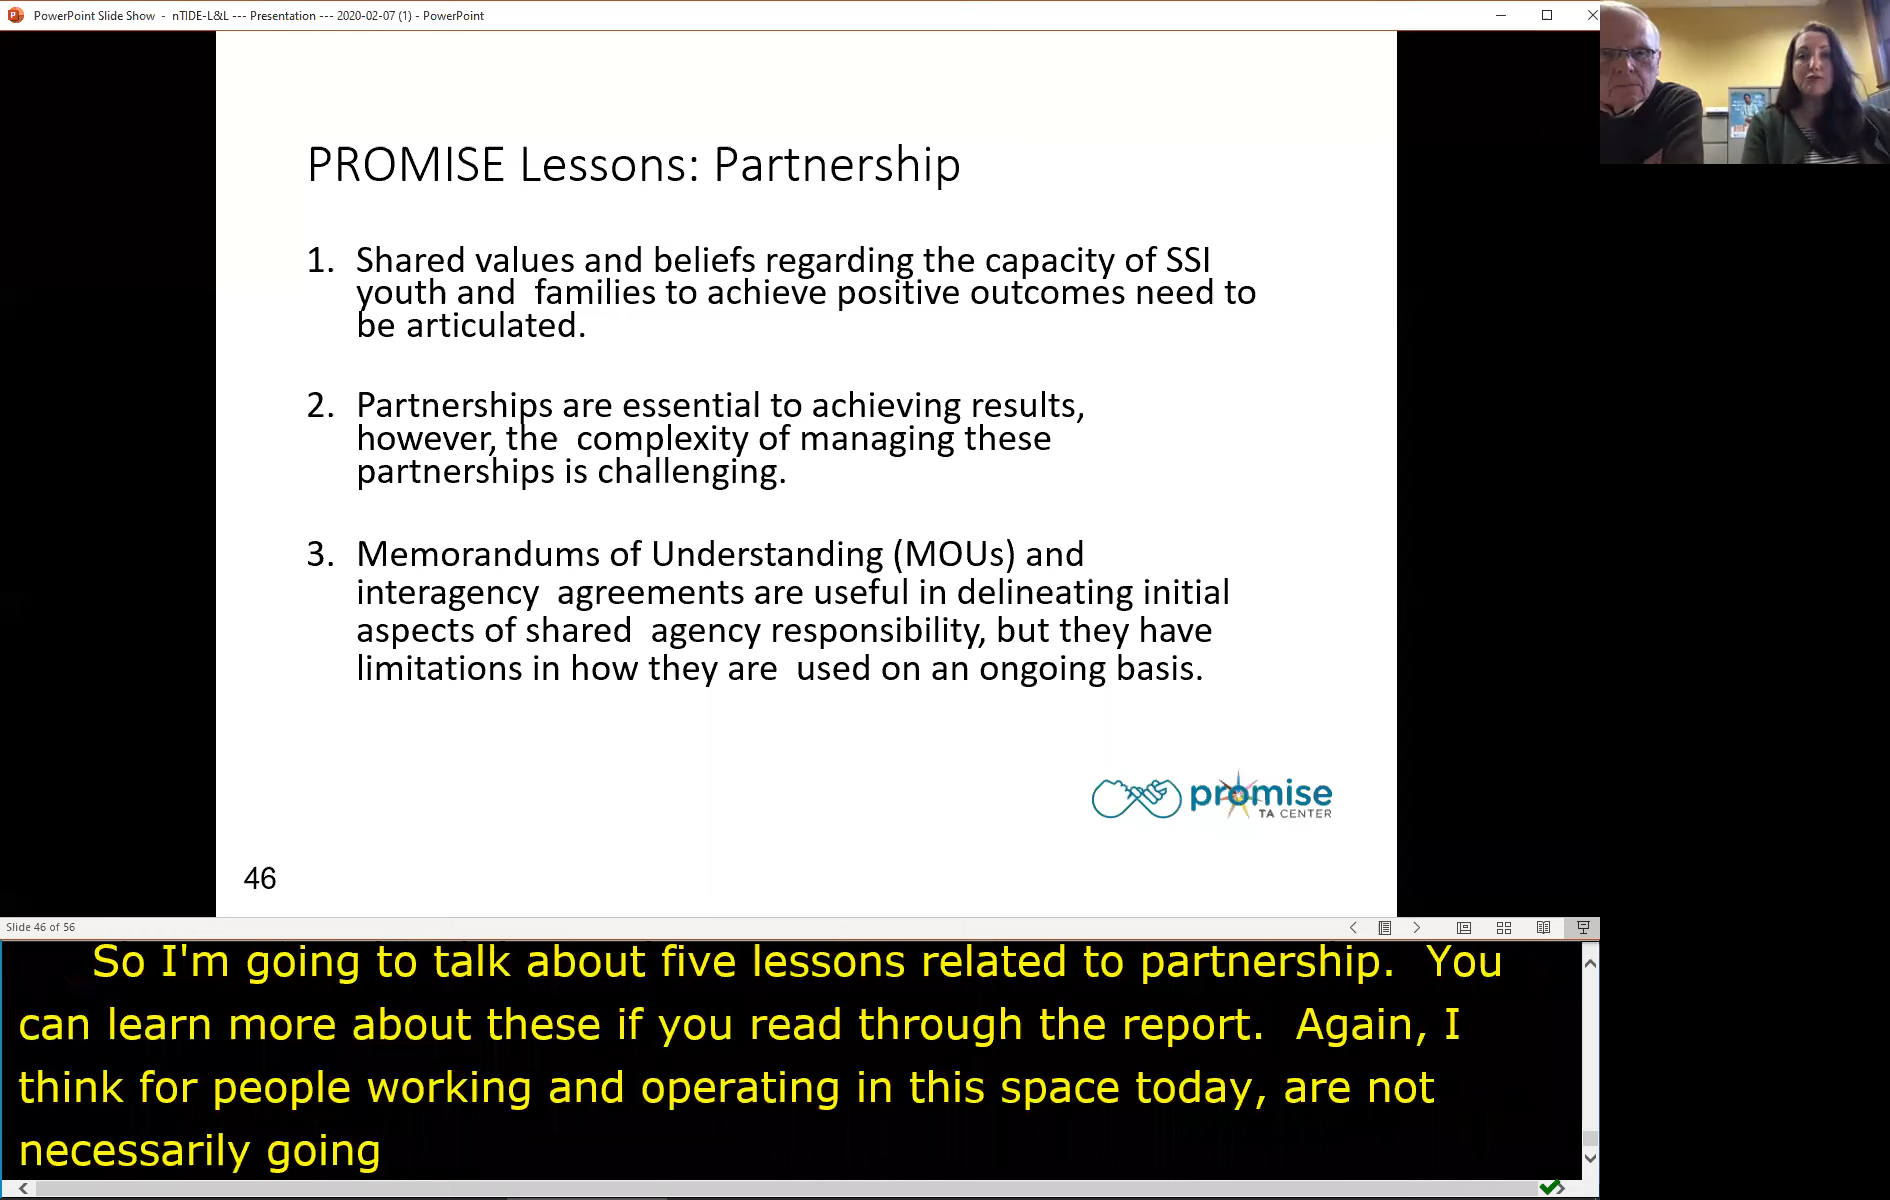 PowerPoint Slide Show - nTIDE-L&L --- Presentation --- 2020-02-07 (1) - PowerPoint
PROMISE Lessons: Partnership
1. Shared values and beliefs regarding the capacity of SSI
youth and families to achieve positive outcomes need to
be articulated.
2. Partnerships are essential to achieving results,
however, the complexity of managing these
partnerships is challenging.
3. Memorandums of Understanding (MOUs) and
interagency agreements are useful in delineating initial
aspects of shared agency responsibility, but they have
limitations in how they are used on an ongoing basis.
promise
TA CENTER
46
Slide 46 of 56
So I'm going to talk about five lessons related to partnership. You
can learn more about these if you read through the report. Again, I
think for people working and operating in this space today, are not
necessarily going